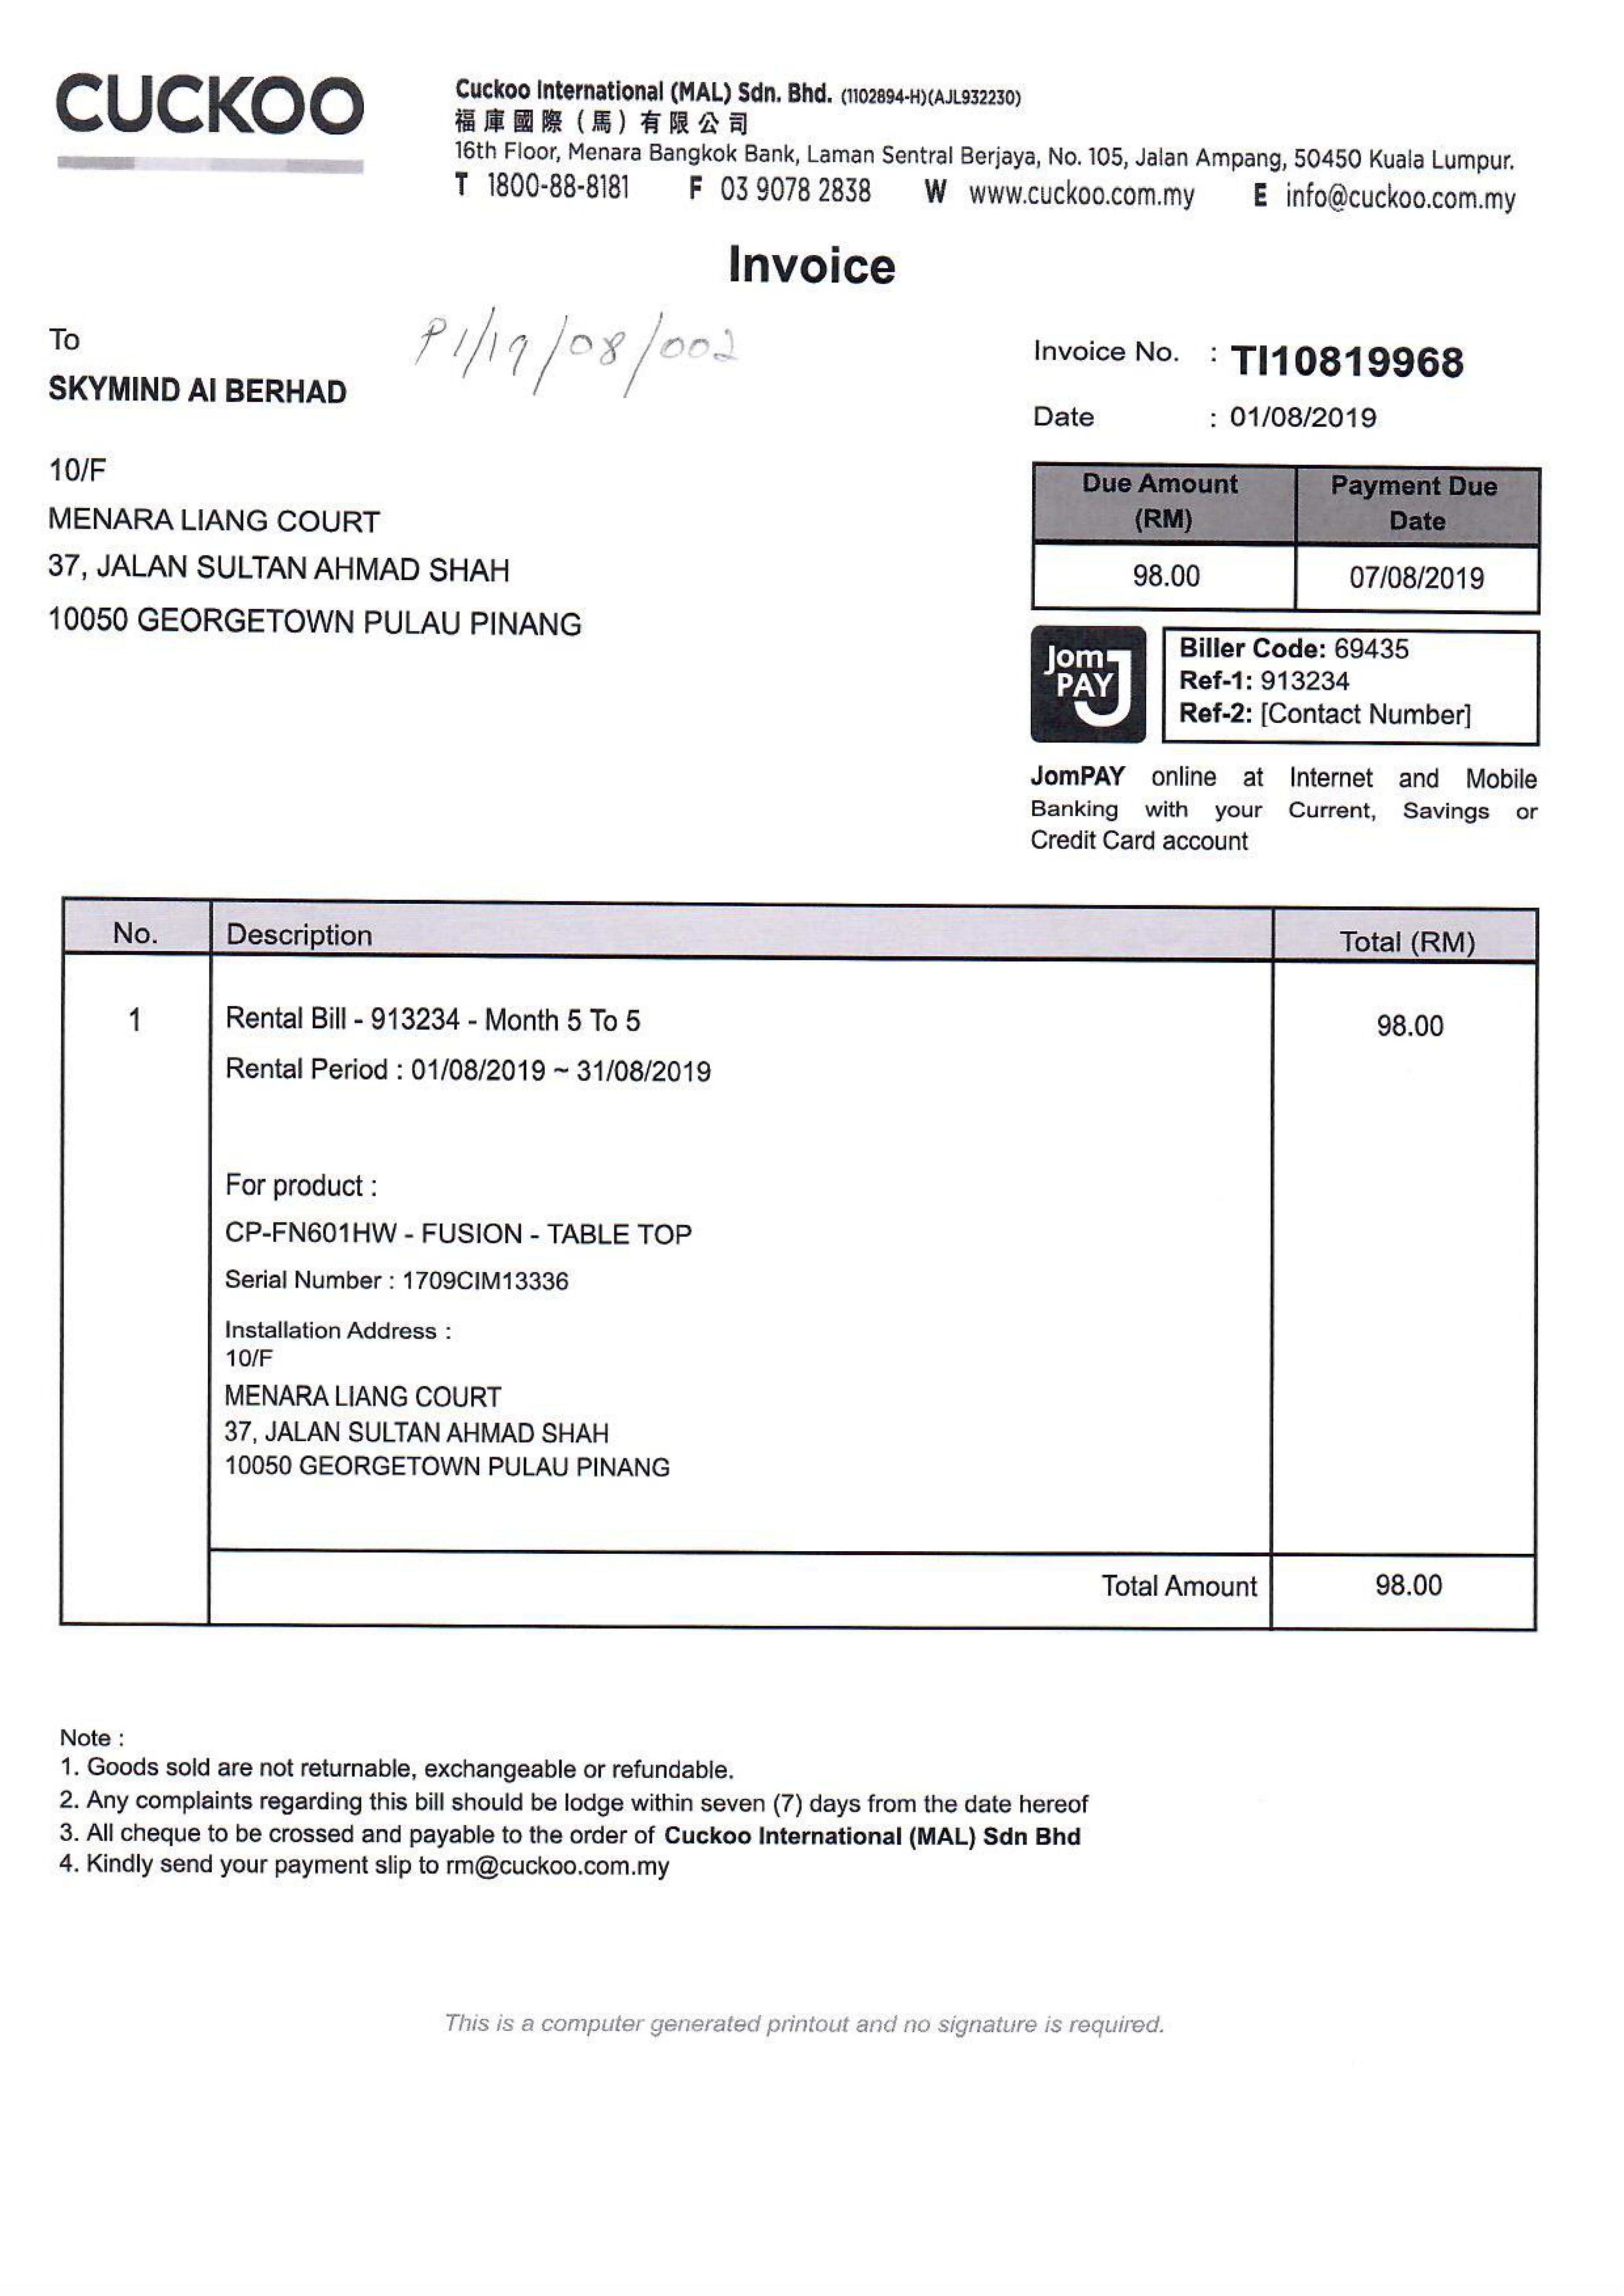 CUCKOO
Cuckoo International (MAL) Sdn. Bhd. (1102894-H)(AJL932230)
福庫國際（馬）有限公司
16th Floor, Menara Bangkok Bank, Laman Sentral Berjaya, No. 105, Jalan Ampang, 50450 Kuala Lumpur.
T 1800-88-8181 F 03 9078 2838 W www.cuckoo.com.my E info@cuckoo.com.my
Invoice
To
P1/19/08/002
SKYMIND AI BERHAD
10/F
MENARA LIANG COURT
37, JALAN SULTAN AHMAD SHAH
10050 GEORGETOWN PULAU PINANG
Invoice No. : TI10819968
Date : 01/08/2019
Due Amount (RM) Payment Due Date
98.00 07/08/2019
Jom PAY
Biller Code: 69435
Ref-1: 913234
Ref-2: [Contact Number]
JomPAY online at Internet and Mobile
Banking with your Current, Savings or
Credit Card account
No. Description Total (RM)
1 Rental Bill - 913234 - Month 5 To 5 98.00
Rental Period : 01/08/2019 ~ 31/08/2019
For product :
CP-FN601HW - FUSION - TABLE TOP
Serial Number : 1709CIM13336
Installation Address :
10/F
MENARA LIANG COURT
37, JALAN SULTAN AHMAD SHAH
10050 GEORGETOWN PULAU PINANG
Total Amount 98.00
Note :
1. Goods sold are not returnable, exchangeable or refundable.
2. Any complaints regarding this bill should be lodge within seven (7) days from the date hereof
3. All cheque to be crossed and payable to the order of Cuckoo International (MAL) Sdn Bhd
4. Kindly send your payment slip to rm@cuckoo.com.my
This is a computer generated printout and no signature is required.